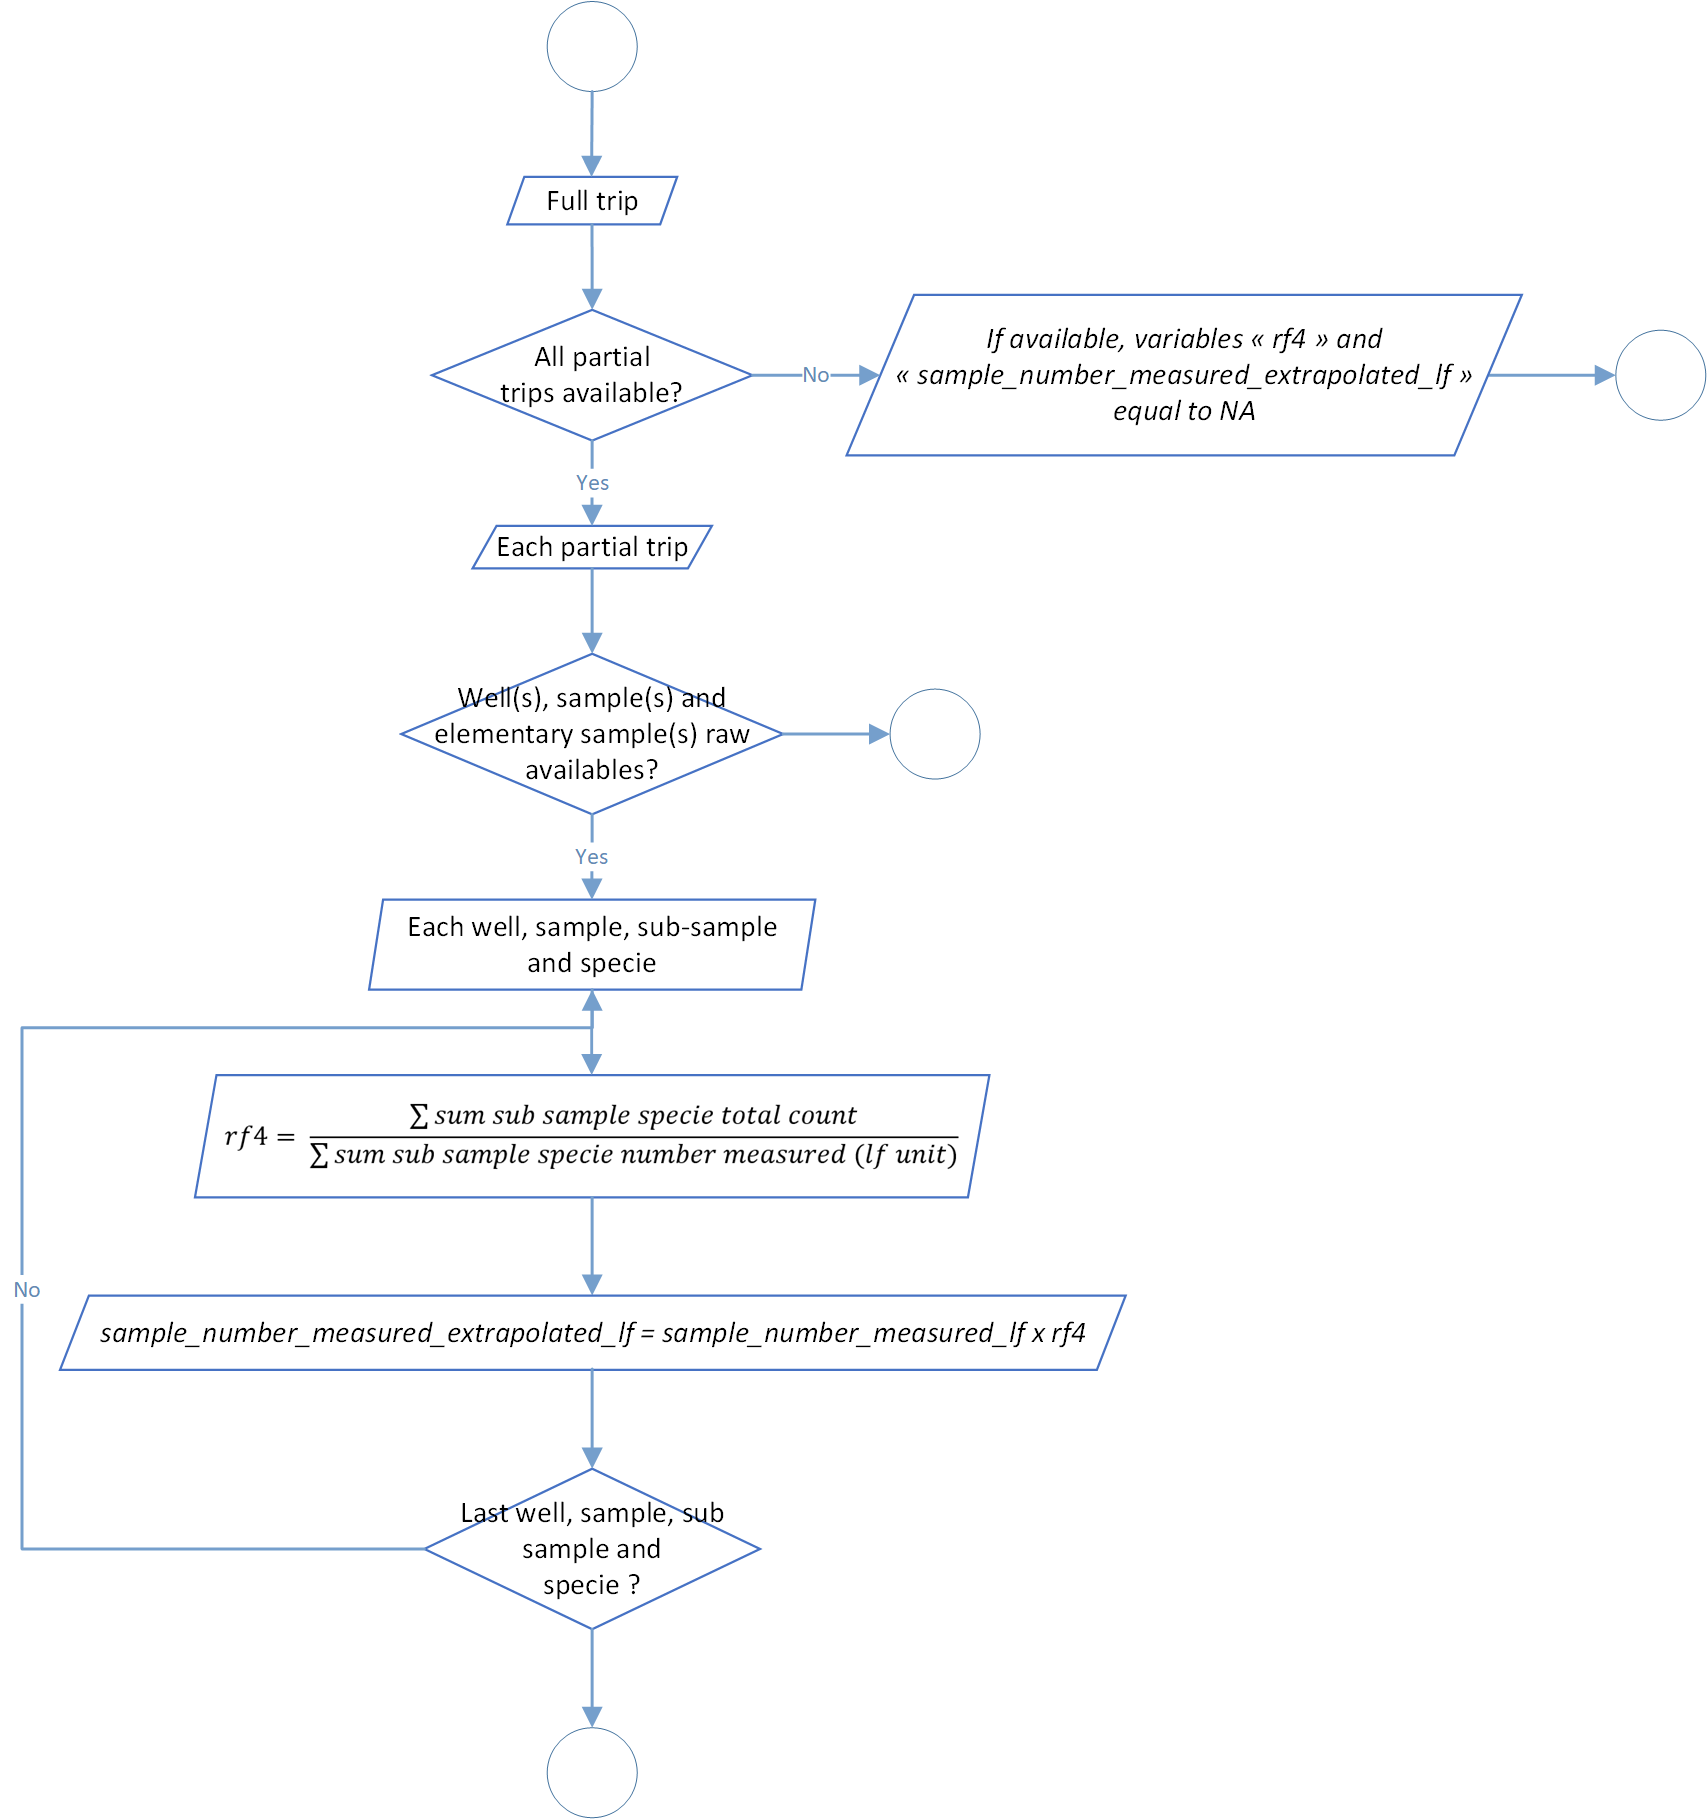 Full trip
All partial
trips available?
No
If available, variables « rf4 » and
« sample_number_measured_extrapolated_lf »
equal to NA
Yes
Each partial trip
Well(s), sample(s) and
elementary sample(s) raw
availables?
Yes
Each well, sample, sub-sample
and specie
rf4 = ∑ sum sub sample specie total count
∑ sum sub sample specie number measured (lf unit)
No
sample_number_measured_extrapolated_lf = sample_number_measured_lf x rf4
Last well, sample, sub
sample and
specie ?